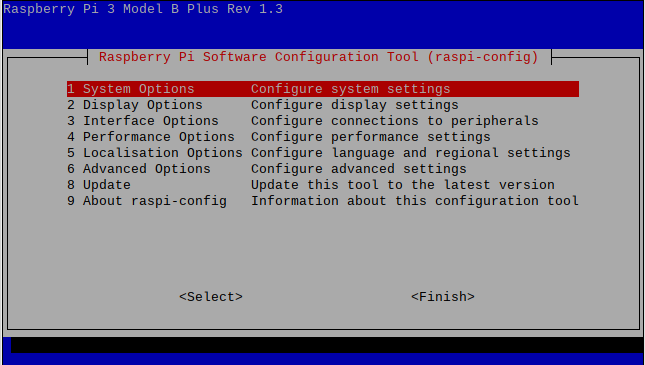 Raspberry Pi 3 Model B Plus Rev 1.3
Raspberry Pi Software Configuration Tool (raspi-config)
1 System Options Configure system settings
2 Display Options Configure display settings
3 Interface Options Configure connections to peripherals
4 Performance Options Configure performance settings
5 Localisation Options Configure language and regional settings
6 Advanced Options Configure advanced settings
8 Update Update this tool to the latest version
9 About raspi-config Information about this configuration tool
<Select> <Finish>